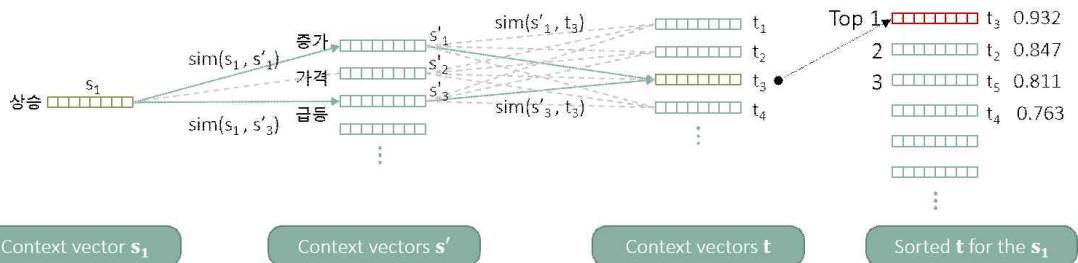 상승
s₁
sim(s₁ , s′₁)
sim(s₁ , s′₃)
증가
s′₁
가격
s′₂
급등
s′₃
sim(s′₁ , t₃)
sim(s′₃ , t₃)
t₁
t₂
t₃
t₄
Top 1 t₃ 0.932
2 t₂ 0.847
3 t₅ 0.811
t₄ 0.763
Context vector s₁
Context vectors s′
Context vectors t
Sorted t for the s₁